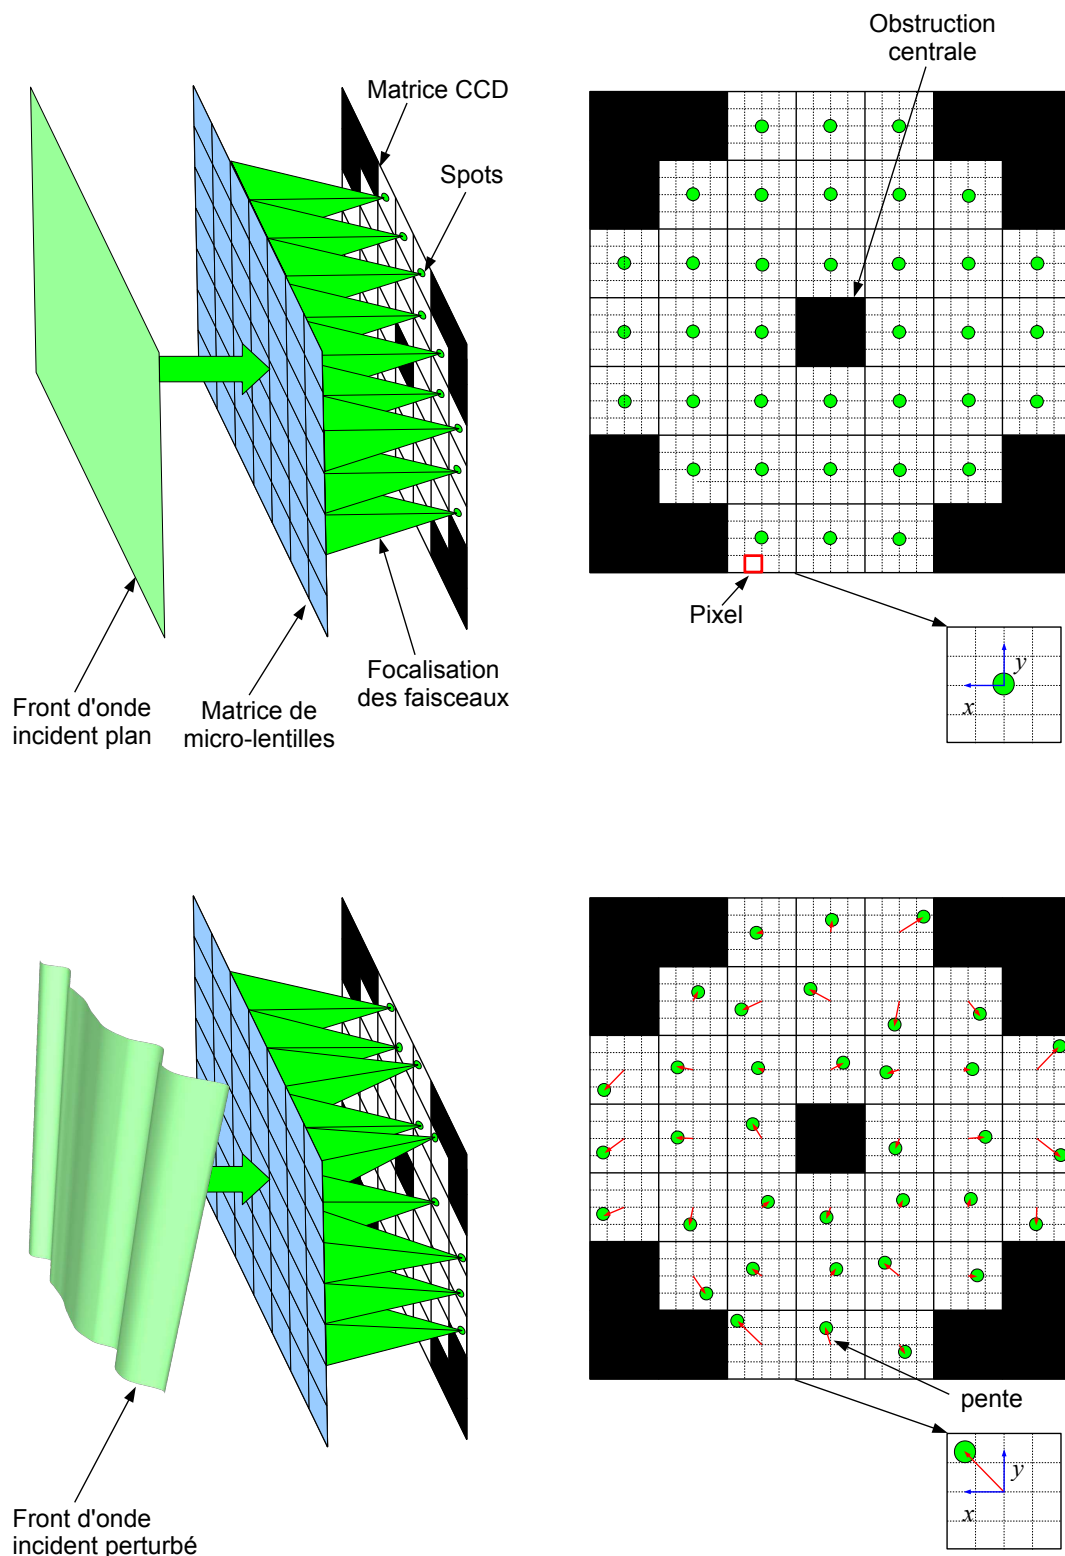 Obstruction
centrale
Matrice CCD
Spots
Pixel
Focalisation
des faisceaux
Front d'onde
incident plan
Matrice de
micro-lentilles
y
x
pente
y
x
Front d'onde
incident perturbé